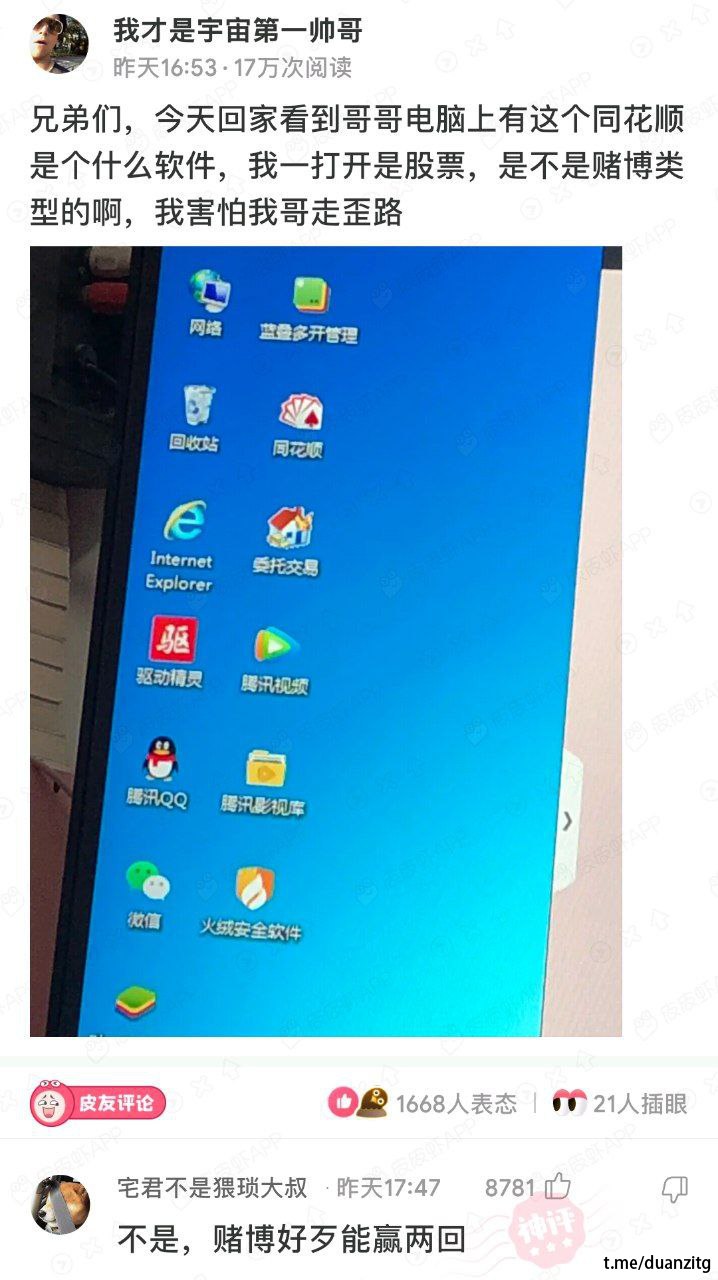 我才是宇宙第一帅哥
昨天16:53·17万次阅读
兄弟们，今天回家看到哥哥电脑上有这个同花顺
是个什么软件，我一打开是股票，是不是赌博类
型的啊，我害怕我哥走歪路
网络
蓝叠多开管理
回收站
同花顺
Internet
Explorer
委托交易
驱
驱动精灵
腾讯视频
腾讯QQ
腾讯影视库
微信
火绒安全软件
皮友评论
1668人表态
21人插眼
宅君不是猥琐大叔 ·昨天17:47
8781
不是，赌博好歹能赢两回
神评
t.me/duanzitg